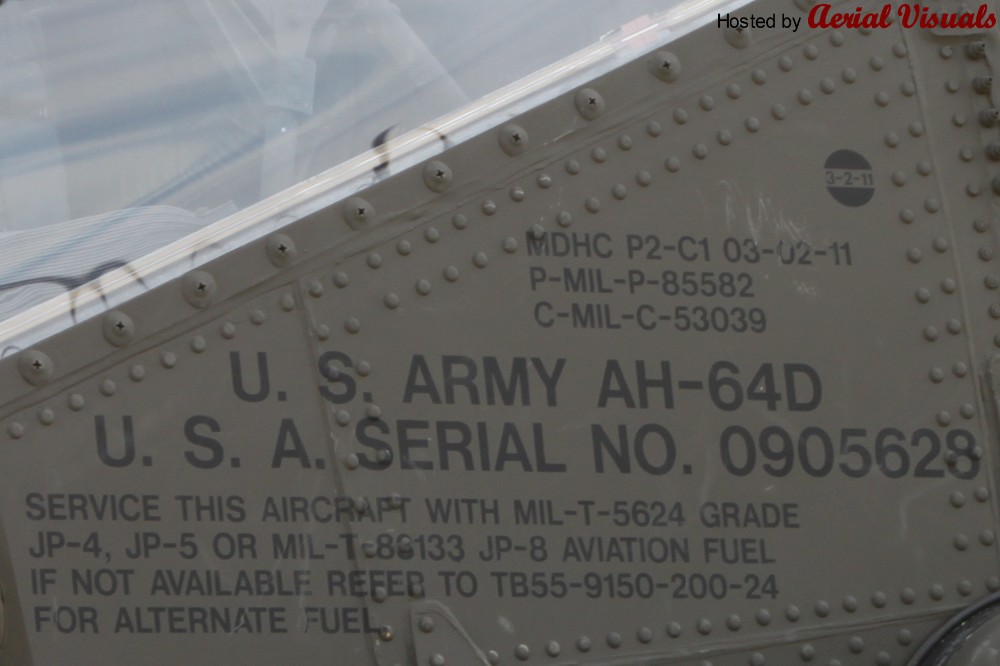 Hosted by Aerial Visuals
3-2-11
MDHC P2-C1 03-02-11
P-MIL-P-85582
C-MIL-C-53039
U. S. ARMY AH-64D
U. S. A. SERIAL NO. 0905628
SERVICE THIS AIRCRAFT WITH MIL-T-5624 GRADE
JP-4, JP-5 OR MIL-T-83133 JP-8 AVIATION FUEL
IF NOT AVAILABLE REFER TO TB55-9150-200-24
FOR ALTERNATE FUEL.